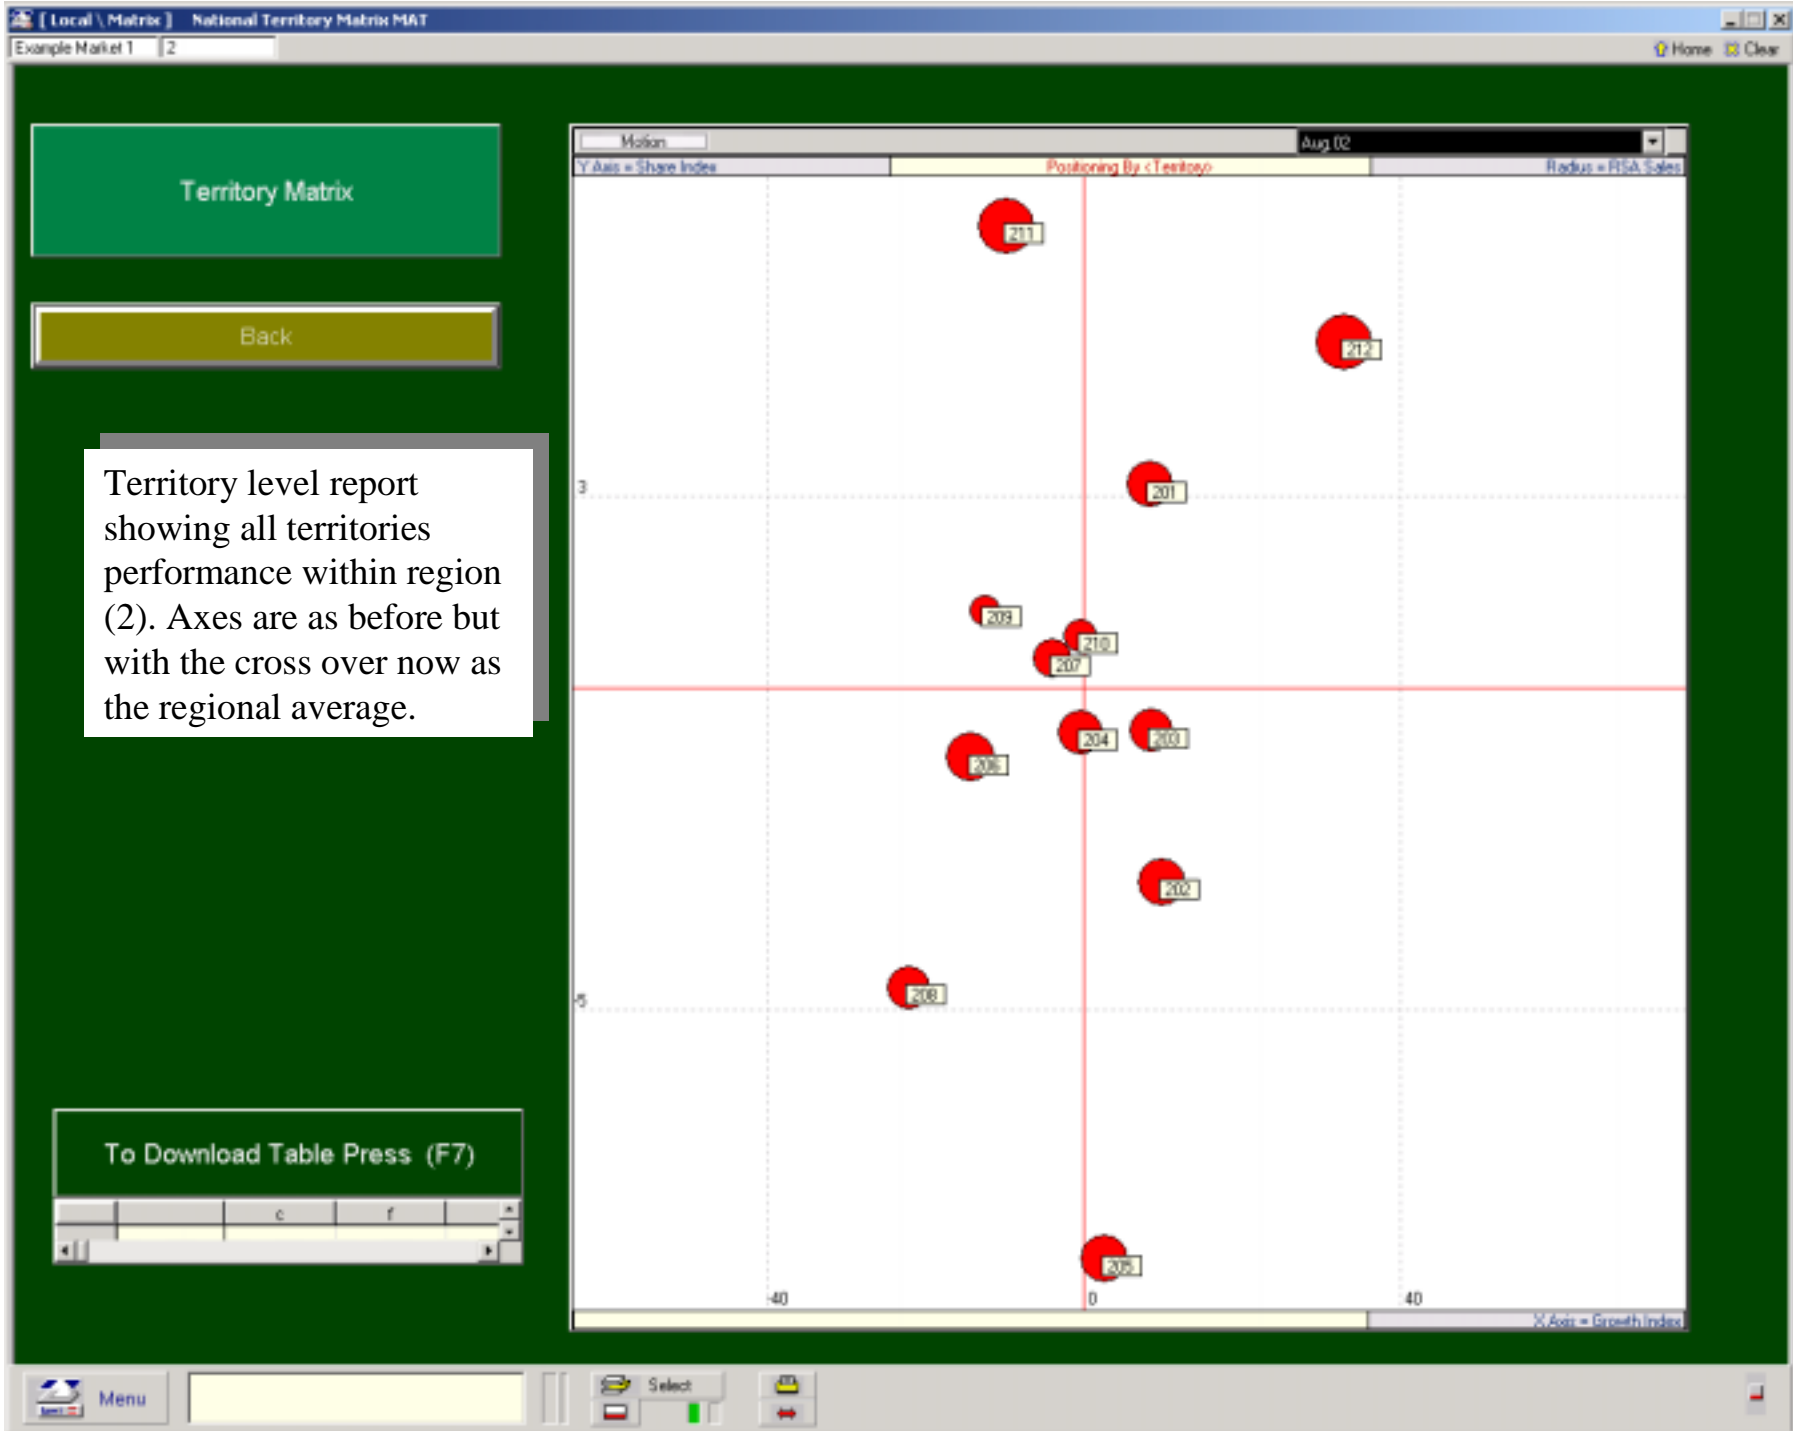 [ Local \ Matrix ] National Territory Matrix MAT
Example Market 1 2 Home Clear
Territory Matrix
Back
Territory level report
showing all territories
performance within region
(2). Axes are as before but
with the cross over now as
the regional average.
To Download Table Press (F7)
c f
Motion Aug 02
Y Axis = Share Index Positioning By <Territory> Radius = RSA Sales
211
212
3
201
209
210
207
204 203
206
202
208
-5
205
-40 0 40
X Axis = Growth Index
Menu Select